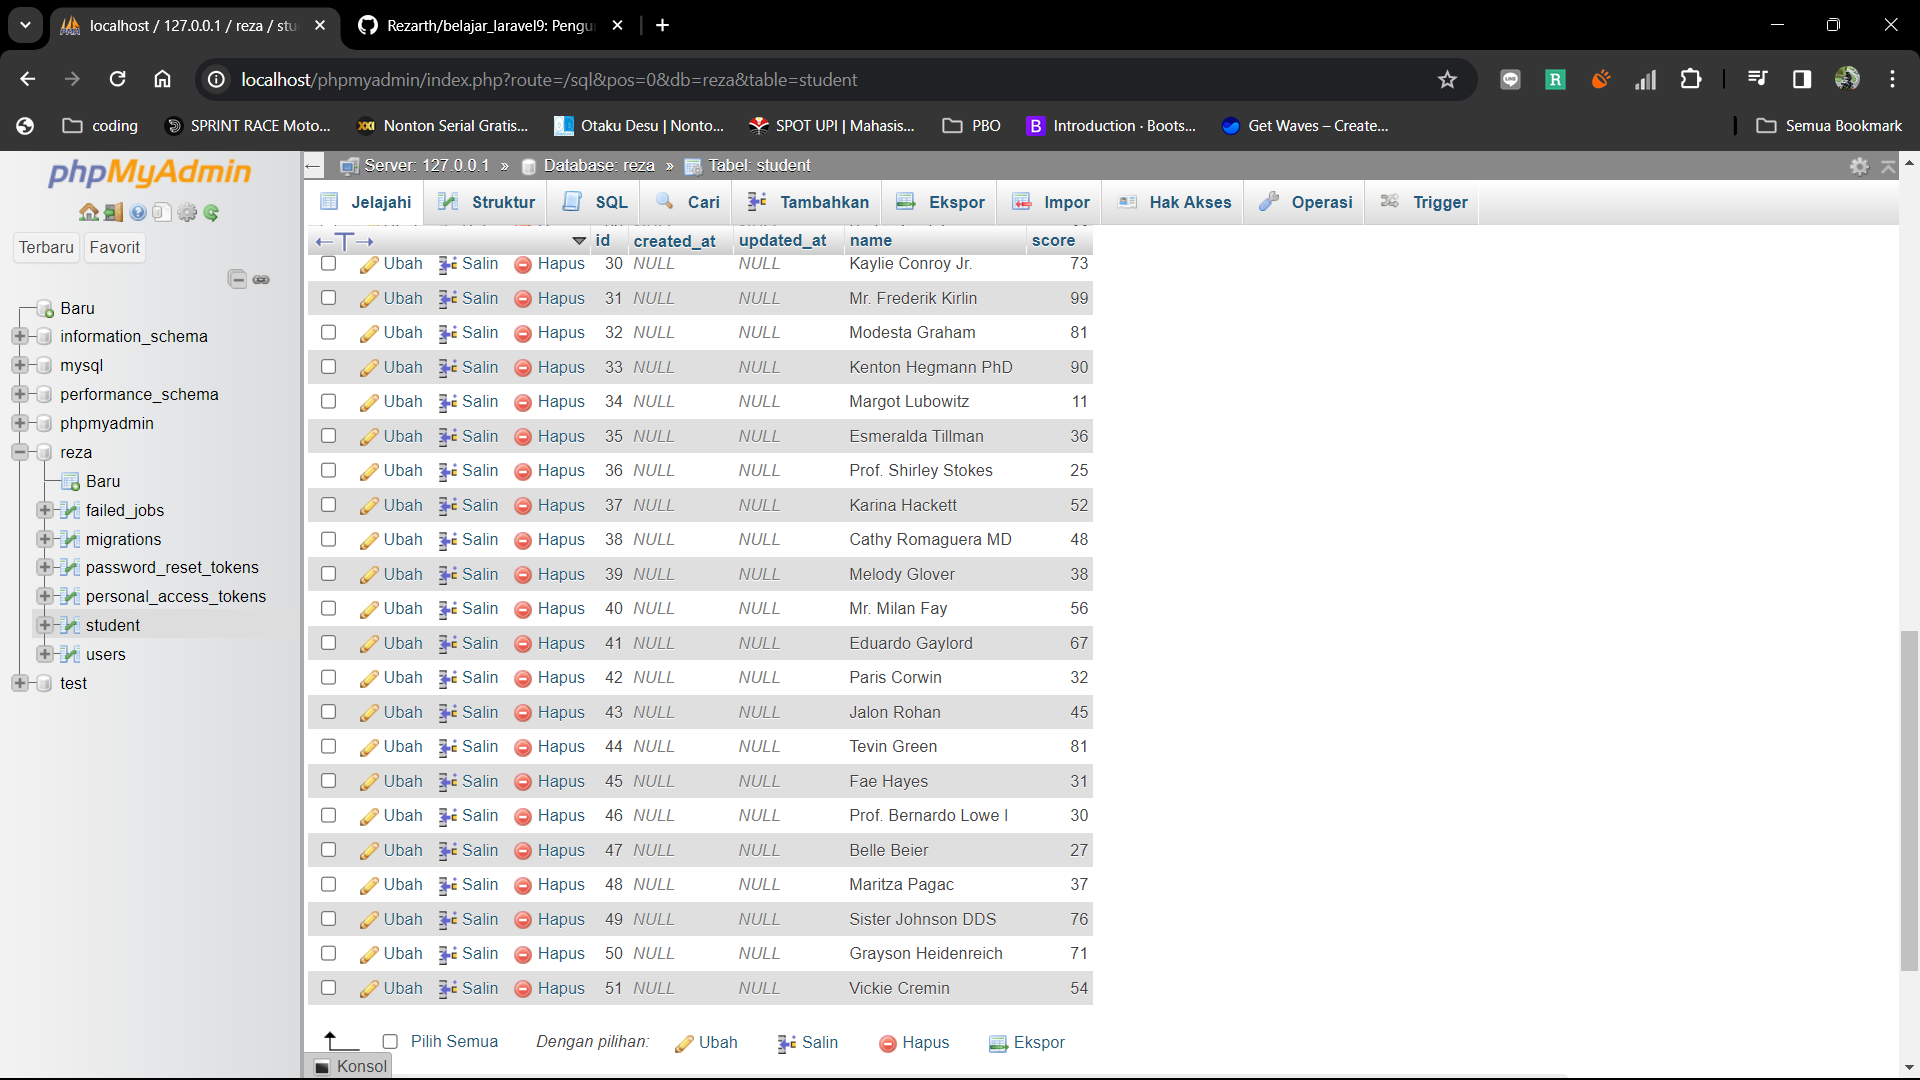 localhost / 127.0.0.1 / reza / stu
Rezarth/belajar_laravel9: Pengu
localhost/phpmyadmin/index.php?route=/sql&pos=0&db=reza&table=student
coding
SPRINT RACE Moto...
Nonton Serial Gratis...
Otaku Desu | Nonto...
SPOT UPI | Mahasis...
PBO
Introduction · Boots...
Get Waves – Create...
Semua Bookmark
phpMyAdmin
Terbaru Favorit
Baru
information_schema
mysql
performance_schema
phpmyadmin
reza
Baru
failed_jobs
migrations
password_reset_tokens
personal_access_tokens
student
users
test
Server: 127.0.0.1 » Database: reza » Tabel: student
Jelajahi Struktur SQL Cari Tambahkan Ekspor Impor Hak Akses Operasi Trigger
id created_at updated_at name score
Ubah Salin Hapus 30 NULL NULL Kaylie Conroy Jr. 73
Ubah Salin Hapus 31 NULL NULL Mr. Frederik Kirlin 99
Ubah Salin Hapus 32 NULL NULL Modesta Graham 81
Ubah Salin Hapus 33 NULL NULL Kenton Hegmann PhD 90
Ubah Salin Hapus 34 NULL NULL Margot Lubowitz 11
Ubah Salin Hapus 35 NULL NULL Esmeralda Tillman 36
Ubah Salin Hapus 36 NULL NULL Prof. Shirley Stokes 25
Ubah Salin Hapus 37 NULL NULL Karina Hackett 52
Ubah Salin Hapus 38 NULL NULL Cathy Romaguera MD 48
Ubah Salin Hapus 39 NULL NULL Melody Glover 38
Ubah Salin Hapus 40 NULL NULL Mr. Milan Fay 56
Ubah Salin Hapus 41 NULL NULL Eduardo Gaylord 67
Ubah Salin Hapus 42 NULL NULL Paris Corwin 32
Ubah Salin Hapus 43 NULL NULL Jalon Rohan 45
Ubah Salin Hapus 44 NULL NULL Tevin Green 81
Ubah Salin Hapus 45 NULL NULL Fae Hayes 31
Ubah Salin Hapus 46 NULL NULL Prof. Bernardo Lowe I 30
Ubah Salin Hapus 47 NULL NULL Belle Beier 27
Ubah Salin Hapus 48 NULL NULL Maritza Pagac 37
Ubah Salin Hapus 49 NULL NULL Sister Johnson DDS 76
Ubah Salin Hapus 50 NULL NULL Grayson Heidenreich 71
Ubah Salin Hapus 51 NULL NULL Vickie Cremin 54
Pilih Semua Dengan pilihan: Ubah Salin Hapus Ekspor
Konsol